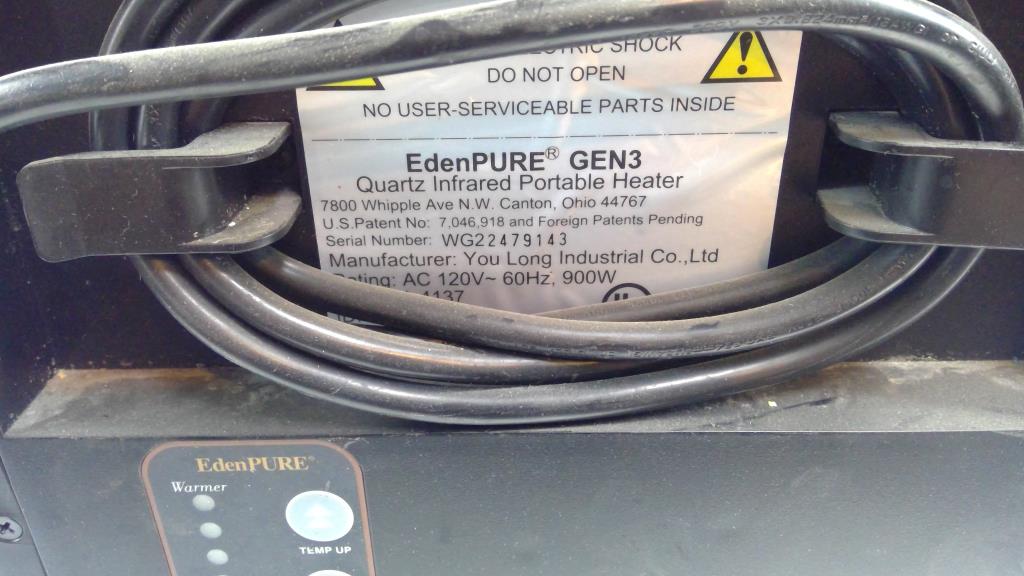 SHOCK
DO NOT OPEN
NO USER-SERVICEABLE PARTS INSIDE
EdenPURE® GEN3
Quartz Infrared Portable Heater
7800 Whipple Ave N.W. Canton, Ohio 44767
U.S.Patent No: 7,046,918 and Foreign Patents Pending
Serial Number: WG22479143
Manufacturer: You Long Industrial Co.,Ltd
AC 120V~ 60Hz, 900W
4137
EdenPURE®
Warmer
TEMP UP